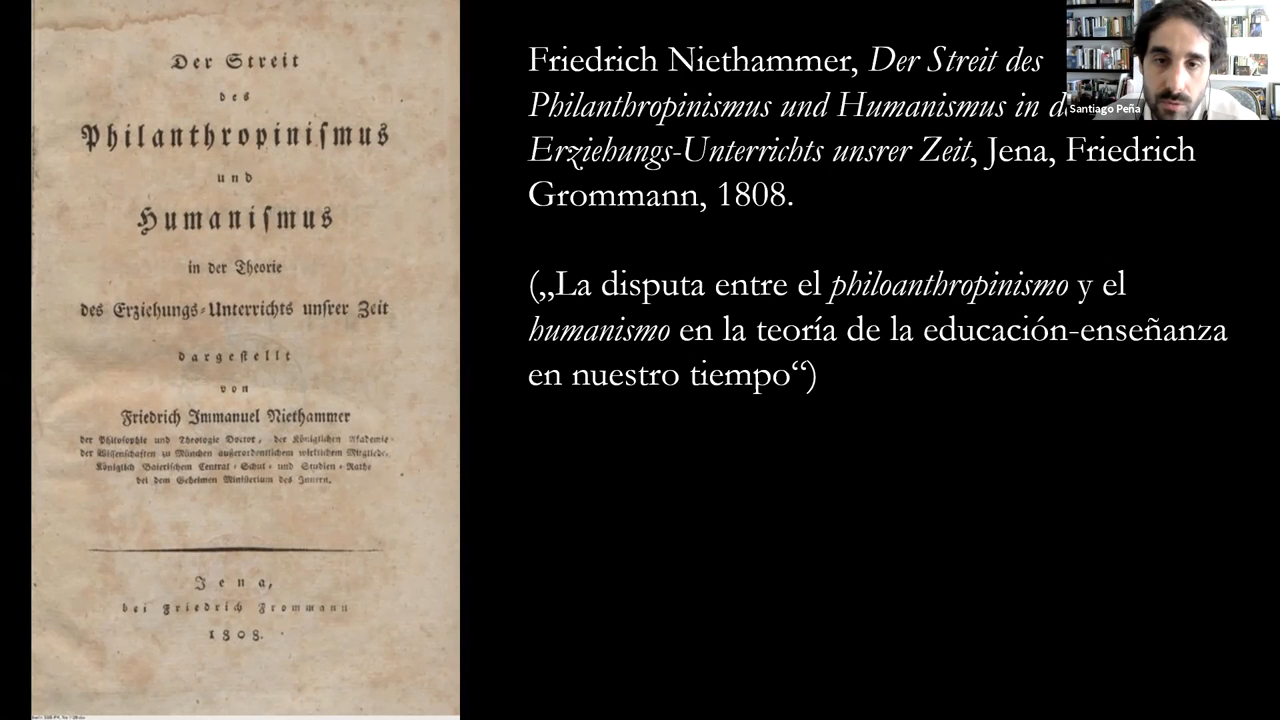 Der Streit
des
Philanthropiniſmus
und
Humaniſmus
in der Theorie
des Erziehungs-Unterrichts unſrer Zeit
dargeſtellt
von
Friedrich Immanuel Niethammer
der Philoſophie und Theologie Doctor, der Königlichen Akademie
der Wiſſenſchaften zu München außerordentlichem wirklichem Mitgliede,
Königlich Baieriſchem Central-Schul- und Studien-Rathe
bei dem Geheimen Miniſterium des Innern.
Jena,
bei Friedrich Frommann
1808.
Friedrich Niethammer, Der Streit des
Philanthropinismus und Humanismus in d
Erziehungs-Unterrichts unsrer Zeit, Jena, Friedrich
Grommann, 1808.
(„La disputa entre el philoanthropinismo y el
humanismo en la teoría de la educación-enseñanza
en nuestro tiempo“)
Santiago Peña